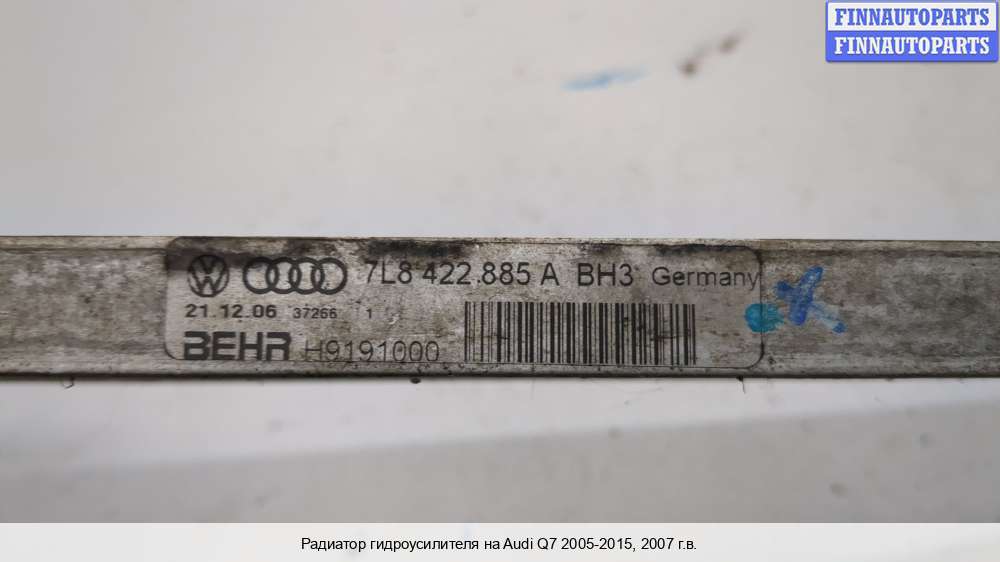 FINNAUTOPARTS
FINNAUTOPARTS
7L8 422.885 A BH3 Germany
21.12.06 37266 1
BEHR H9191000
Радиатор гидроусилителя на Audi Q7 2005-2015, 2007 г.в.